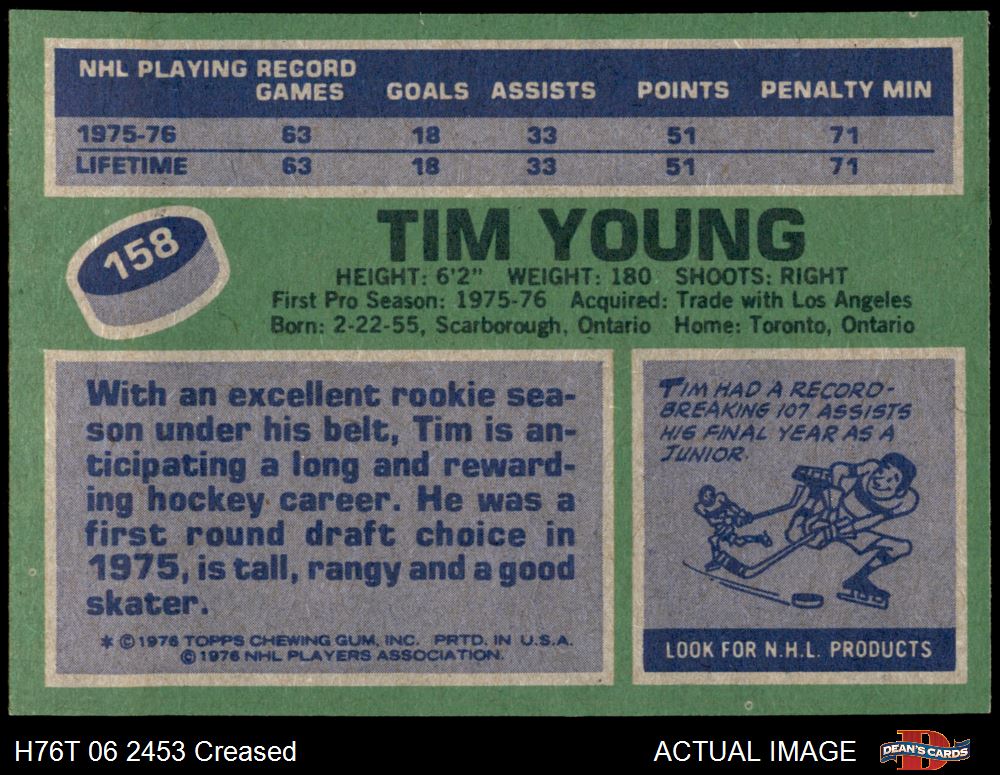 NHL PLAYING RECORD
GAMES GOALS ASSISTS POINTS PENALTY MIN
1975-76 63 18 33 51 71
LIFETIME 63 18 33 51 71
158
TIM YOUNG
HEIGHT: 6'2" WEIGHT: 180 SHOOTS: RIGHT
First Pro Season: 1975-76 Acquired: Trade with Los Angeles
Born: 2-22-55, Scarborough, Ontario Home: Toronto, Ontario
With an excellent rookie sea-
son under his belt, Tim is an-
ticipating a long and reward-
ing hockey career. He was a
first round draft choice in
1975, is tall, rangy and a good
skater.
* © 1976 TOPPS CHEWING GUM, INC. PRTD. IN U.S.A.
© 1976 NHL PLAYERS ASSOCIATION.
TIM HAD A RECORD-
BREAKING 107 ASSISTS
HIS FINAL YEAR AS A
JUNIOR.
LOOK FOR N.H.L. PRODUCTS
H76T 06 2453 Creased
ACTUAL IMAGE
D
DEAN'S CARDS